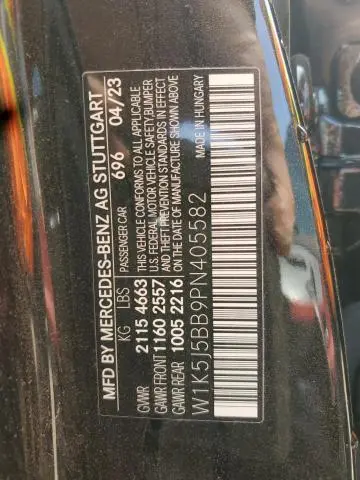 MFD BY MERCEDES-BENZ AG STUTTGART
696 04/23
PASSENGER CAR
KG LBS
GVWR 2115 4663
GAWR FRONT 1160 2557
GAWR REAR 1005 2216
THIS VEHICLE CONFORMS TO ALL APPLICABLE
U.S. FEDERAL MOTOR VEHICLE SAFETY, BUMPER
AND THEFT PREVENTION STANDARDS IN EFFECT
ON THE DATE OF MANUFACTURE SHOWN ABOVE
W1K5J5BB9PN405582
MADE IN HUNGARY